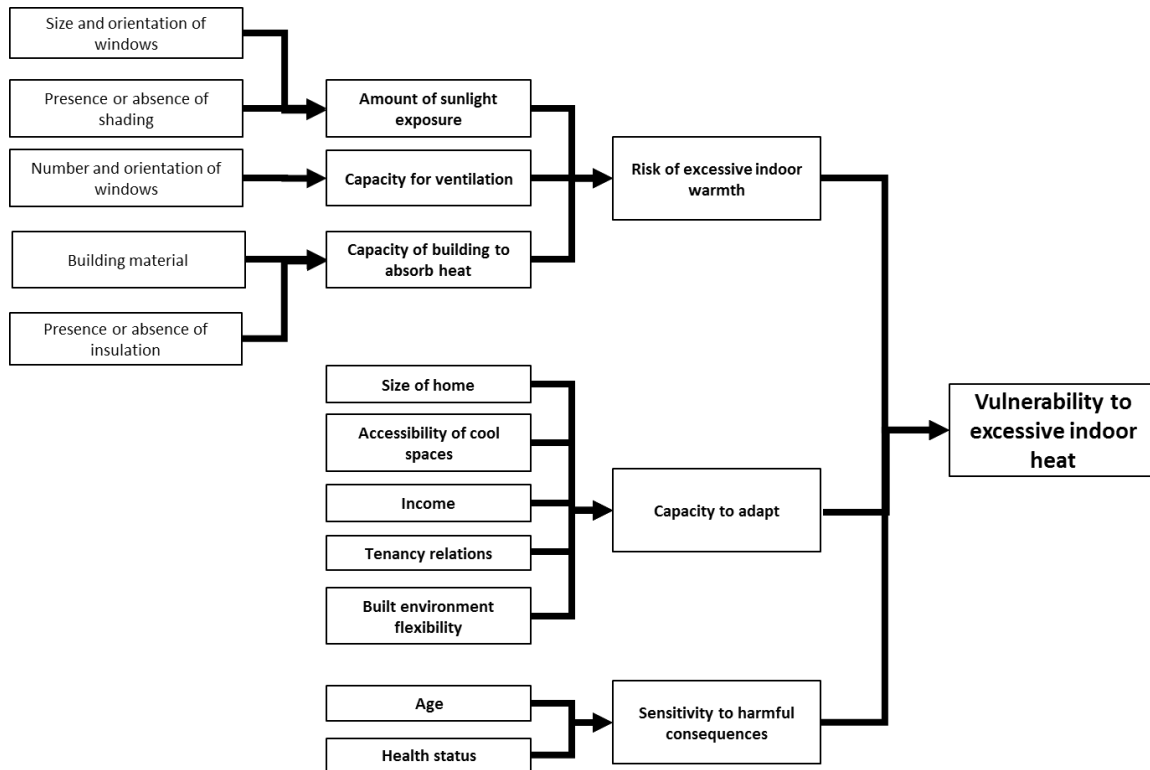 Size and orientation of
windows
Presence or absence of
shading
Number and orientation of
windows
Building material
Presence or absence of
insulation
Amount of sunlight
exposure
Capacity for ventilation
Capacity of building to
absorb heat
Size of home
Accessibility of cool
spaces
Income
Tenancy relations
Built environment
flexibility
Age
Health status
Risk of excessive indoor
warmth
Capacity to adapt
Sensitivity to harmful
consequences
Vulnerability to
excessive indoor
heat